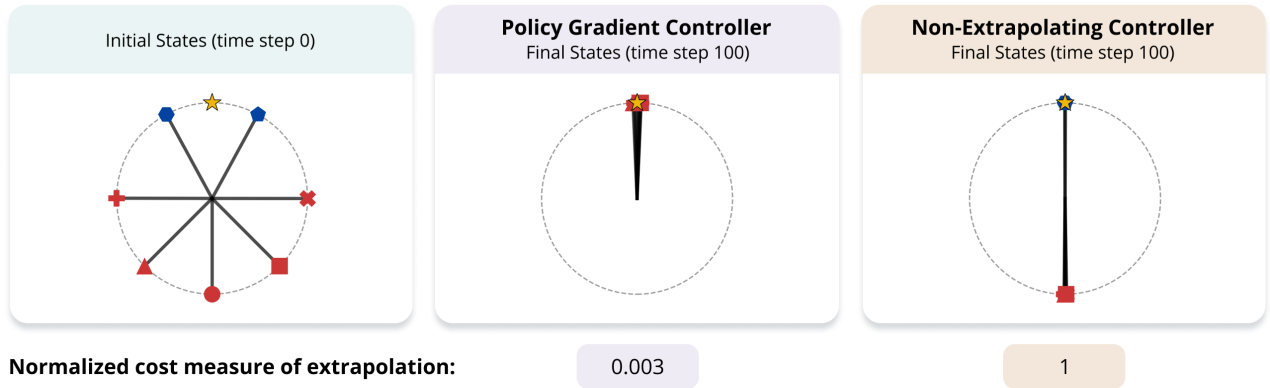 Initial States (time step 0)
Policy Gradient Controller
Final States (time step 100)
Non-Extrapolating Controller
Final States (time step 100)
Normalized cost measure of extrapolation:
0.003
1